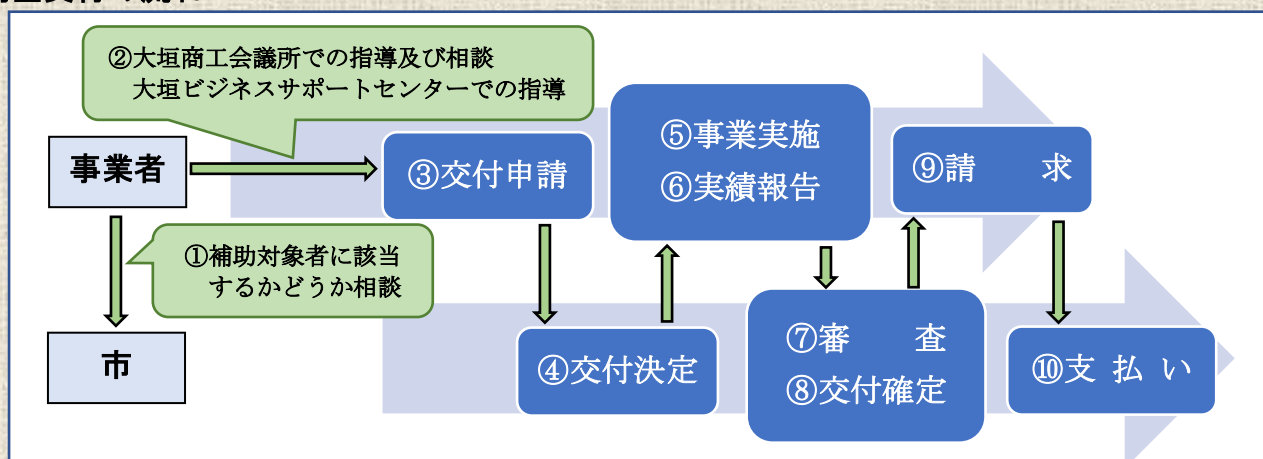 ②大垣商工会議所での指導及び相談
大垣ビジネスサポートセンターでの指導
事業者
③交付申請
⑤事業実施
⑥実績報告
⑨請　　求
①補助対象者に該当
するかどうか相談
市
④交付決定
⑦審　　査
⑧交付確定
⑩支 払 い